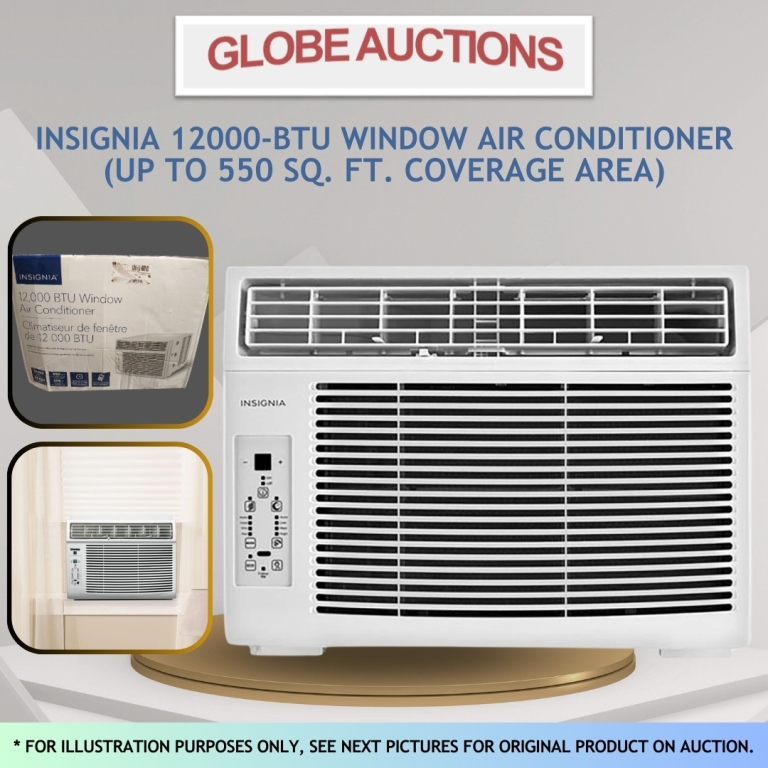 GLOBE AUCTIONS
INSIGNIA 12000-BTU WINDOW AIR CONDITIONER
(UP TO 550 SQ. FT. COVERAGE AREA)
INSIGNIA
12,000 BTU Window
Air Conditioner
Climatiseur de fenêtre
de 12 000 BTU
INSIGNIA
* FOR ILLUSTRATION PURPOSES ONLY, SEE NEXT PICTURES FOR ORIGINAL PRODUCT ON AUCTION.